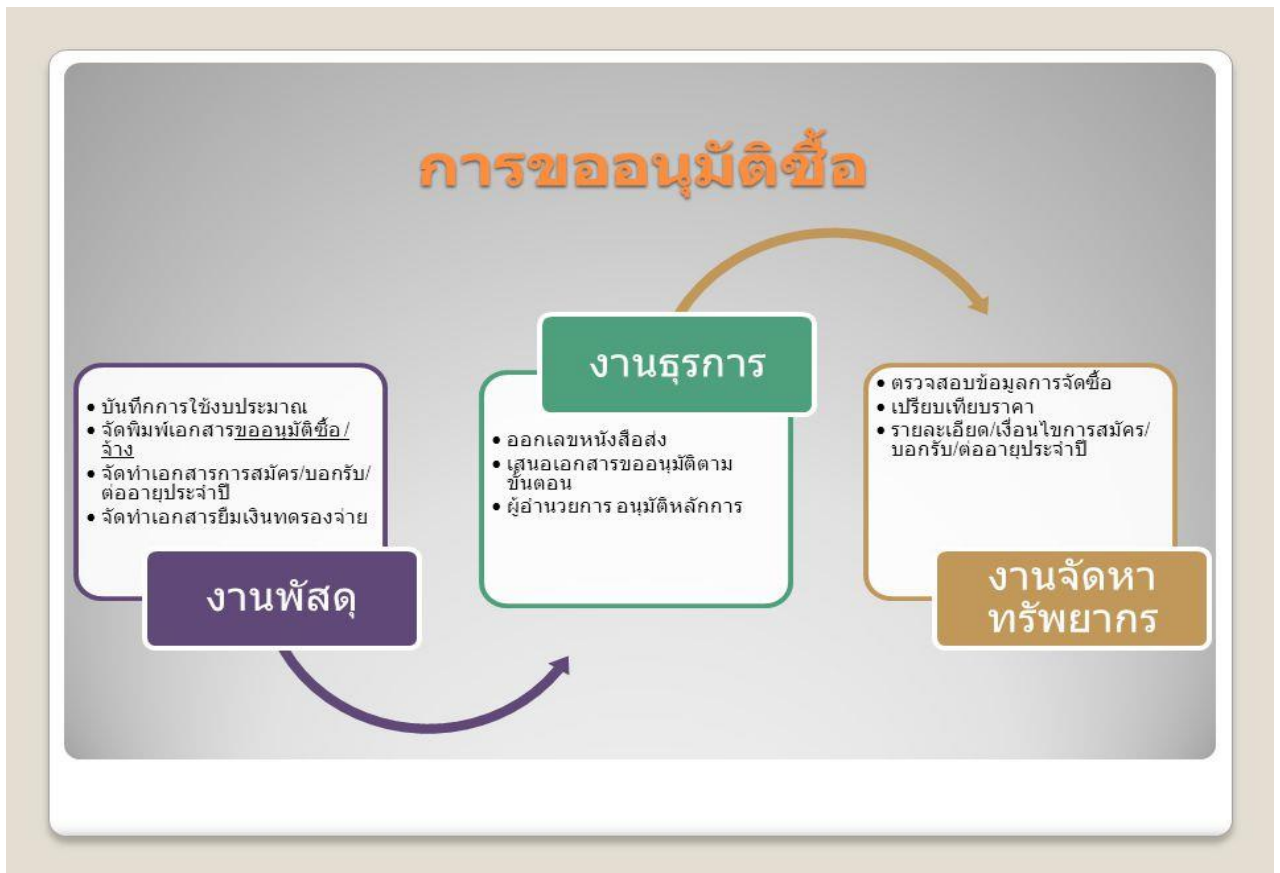 การขออนุมัติซื้อ
• บันทึกการใช้งบประมาณ
• จัดพิมพ์เอกสารขออนุมัติซื้อ/
จ้าง
• จัดทำเอกสารการสมัคร/บอกรับ/
ต่ออายุประจำปี
• จัดทำเอกสารยืมเงินทดรองจ่าย
งานพัสดุ
งานธุรการ
• ออกเลขหนังสือส่ง
• เสนอเอกสารขออนุมัติตาม
ขั้นตอน
• ผู้อำนวยการ อนุมัติหลักการ
• ตรวจสอบข้อมูลการจัดซื้อ
• เปรียบเทียบราคา
• รายละเอียด/เงื่อนไขการสมัคร/
บอกรับ/ต่ออายุประจำปี
งานจัดหา
ทรัพยากร